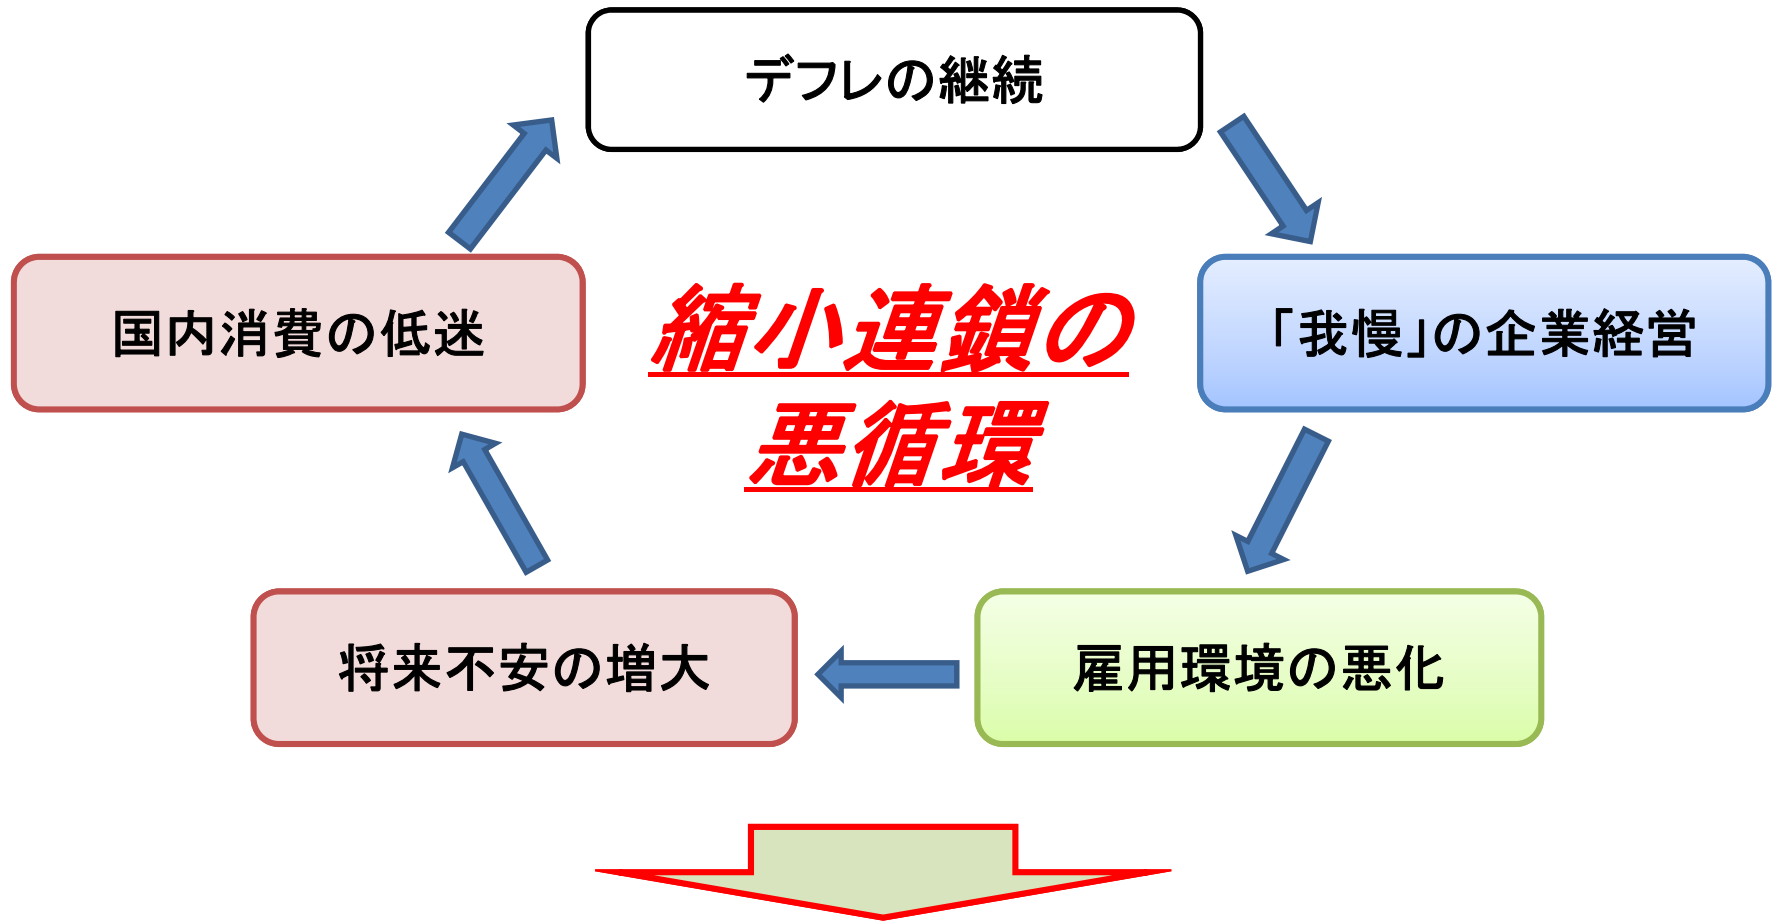 デフレの継続
国内消費の低迷
縮小連鎖の
悪循環
「我慢」の企業経営
将来不安の増大
雇用環境の悪化